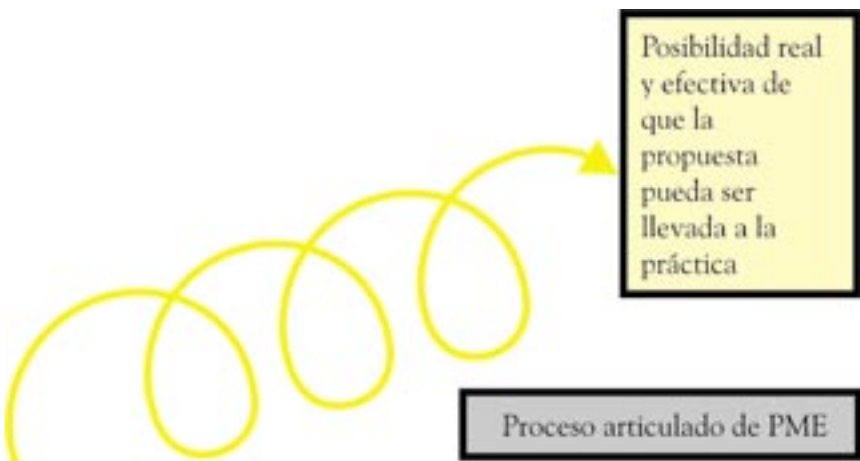 Posibilidad real
y efectiva de
que la
propuesta
pueda ser
llevada a la
práctica
Proceso articulado de PME